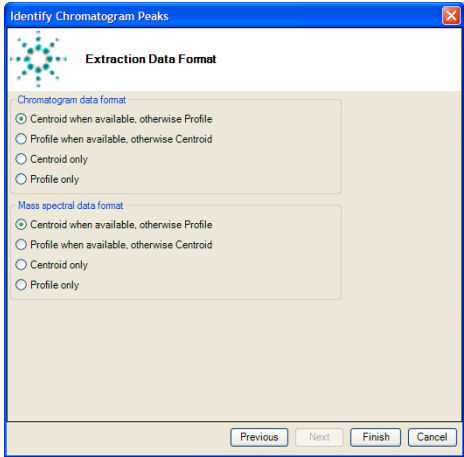 Identify Chromatogram Peaks
Extraction Data Format
Chromatogram data format
Centroid when available, otherwise Profile
Profile when available, otherwise Centroid
Centroid only
Profile only
Mass spectral data format
Centroid when available, otherwise Profile
Profile when available, otherwise Centroid
Centroid only
Profile only
Previous Next Finish Cancel